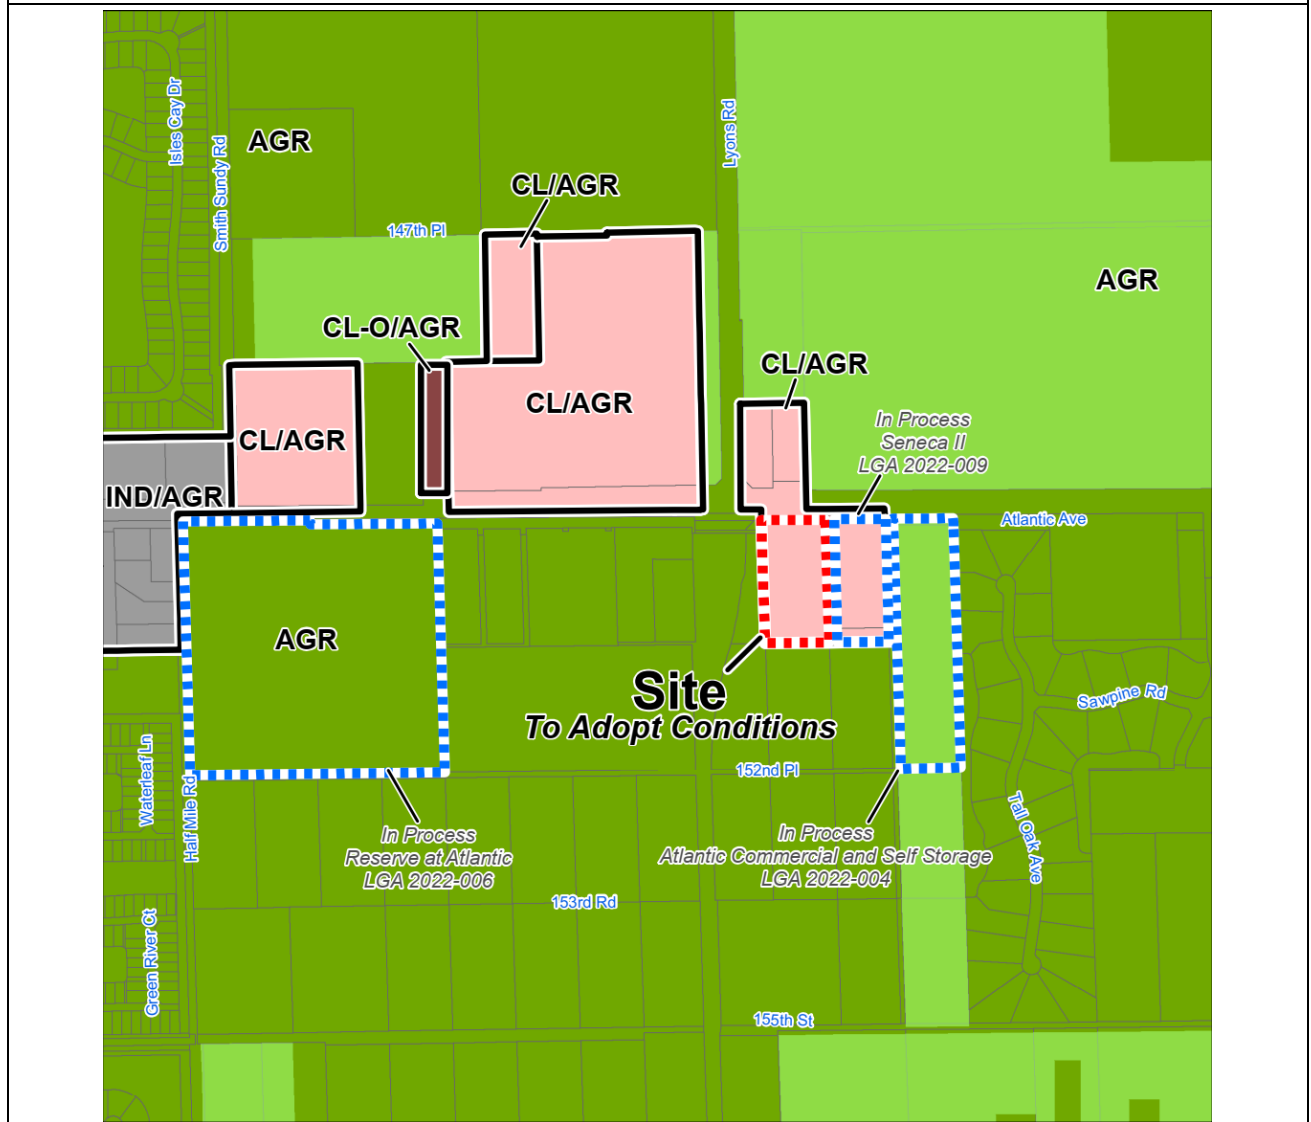 Isles Cay Dr
Smith Sundy Rd
AGR
Lyons Rd
CL/AGR
147th Pl
AGR
CL-O/AGR
CL/AGR
CL/AGR
CL/AGR
In Process
Seneca II
LGA 2022-009
IND/AGR
Atlantic Ave
AGR
Site
To Adopt Conditions
Sawpine Rd
Waterleaf Ln
Half Mile Rd
152nd Pl
Tall Oak Ave
In Process
Reserve at Atlantic
LGA 2022-006
In Process
Atlantic Commercial and Self Storage
LGA 2022-004
153rd Rd
Green River Ct
155th St